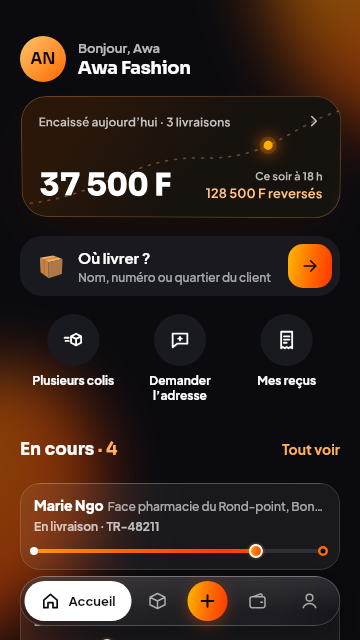 AN
Bonjour, Awa
Awa Fashion
Encaissé aujourd’hui · 3 livraisons
37 500 F
Ce soir à 18 h
128 500 F reversés
Où livrer ?
Nom, numéro ou quartier du client
Plusieurs colis
Demander l’adresse
Mes reçus
En cours · 4
Tout voir
Marie Ngo Face pharmacie du Rond-point, Bon…
En livraison · TR-48211
Accueil